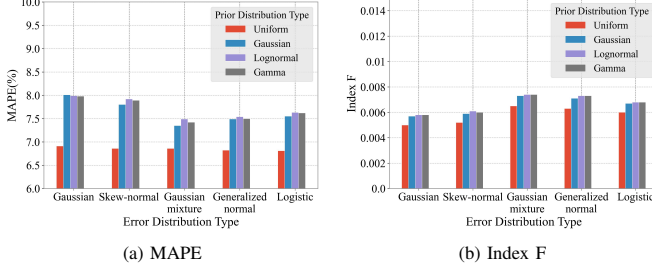 10.0
9.5
9.0
8.5
8.0
7.5
7.0
6.5
6.0
MAPE(%)
Prior Distribution Type
Uniform
Gaussian
Lognormal
Gamma
Gaussian Skew-normal Gaussian mixture Generalized normal Logistic
Error Distribution Type
(a) MAPE
0.014
0.012
0.01
0.008
0.006
0.004
0.002
0.0
Index F
Prior Distribution Type
Uniform
Gaussian
Lognormal
Gamma
Gaussian Skew-normal Gaussian mixture Generalized normal Logistic
Error Distribution Type
(b) Index F